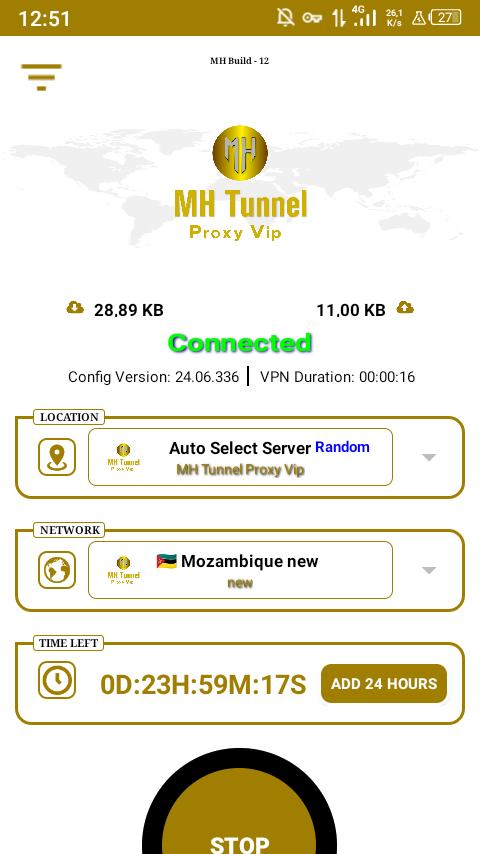 12:51
4G
26,1
K/s
27
MH Build - 12
MH
MH Tunnel
Proxy Vip
28,89 KB
11,00 KB
Connected
Config Version: 24.06.336
VPN Duration: 00:00:16
LOCATION
MH Tunnel
Proxy Vip
Auto Select Server Random
MH Tunnel Proxy Vip
NETWORK
MH Tunnel
Proxy Vip
🇲🇿 Mozambique new
new
TIME LEFT
0D:23H:59M:17S
ADD 24 HOURS
STOP